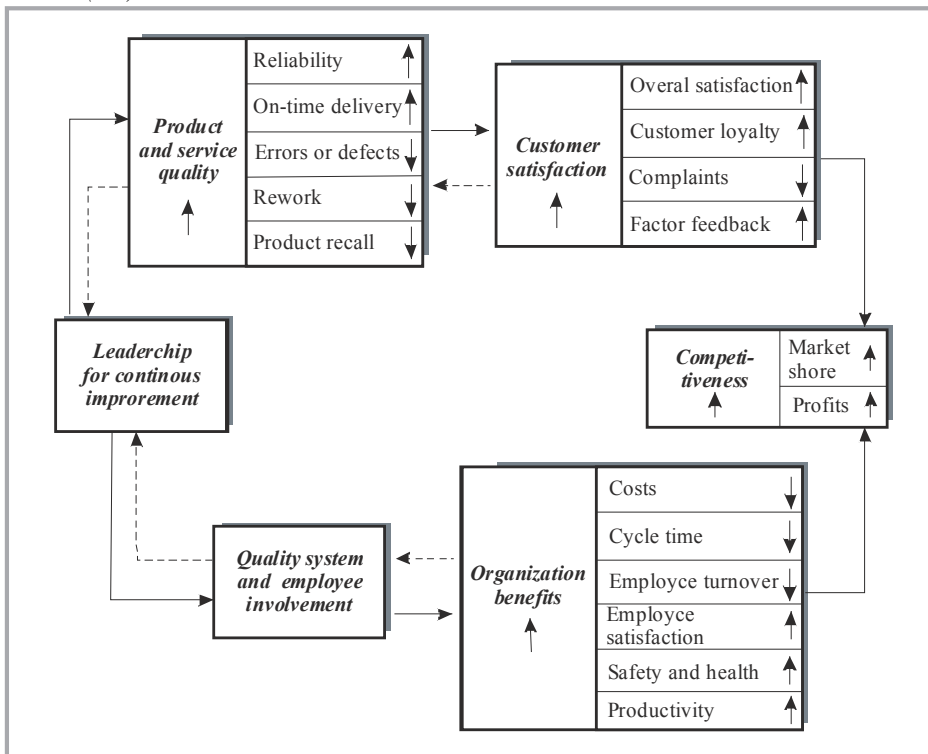 Product
and service
quality
Reliability
On-time delivery
Errors or defects
Rework
Product recall
Customer
satisfaction
Overal satisfaction
Customer loyalty
Complaints
Factor feedback
Leaderchip
for continous
improrement
Competi-
tiveness
Market
shore
Profits
Quality system
and employee
involvement
Organization
benefits
Costs
Cycle time
Employce turnover
Employce
satisfaction
Safety and health
Productivity